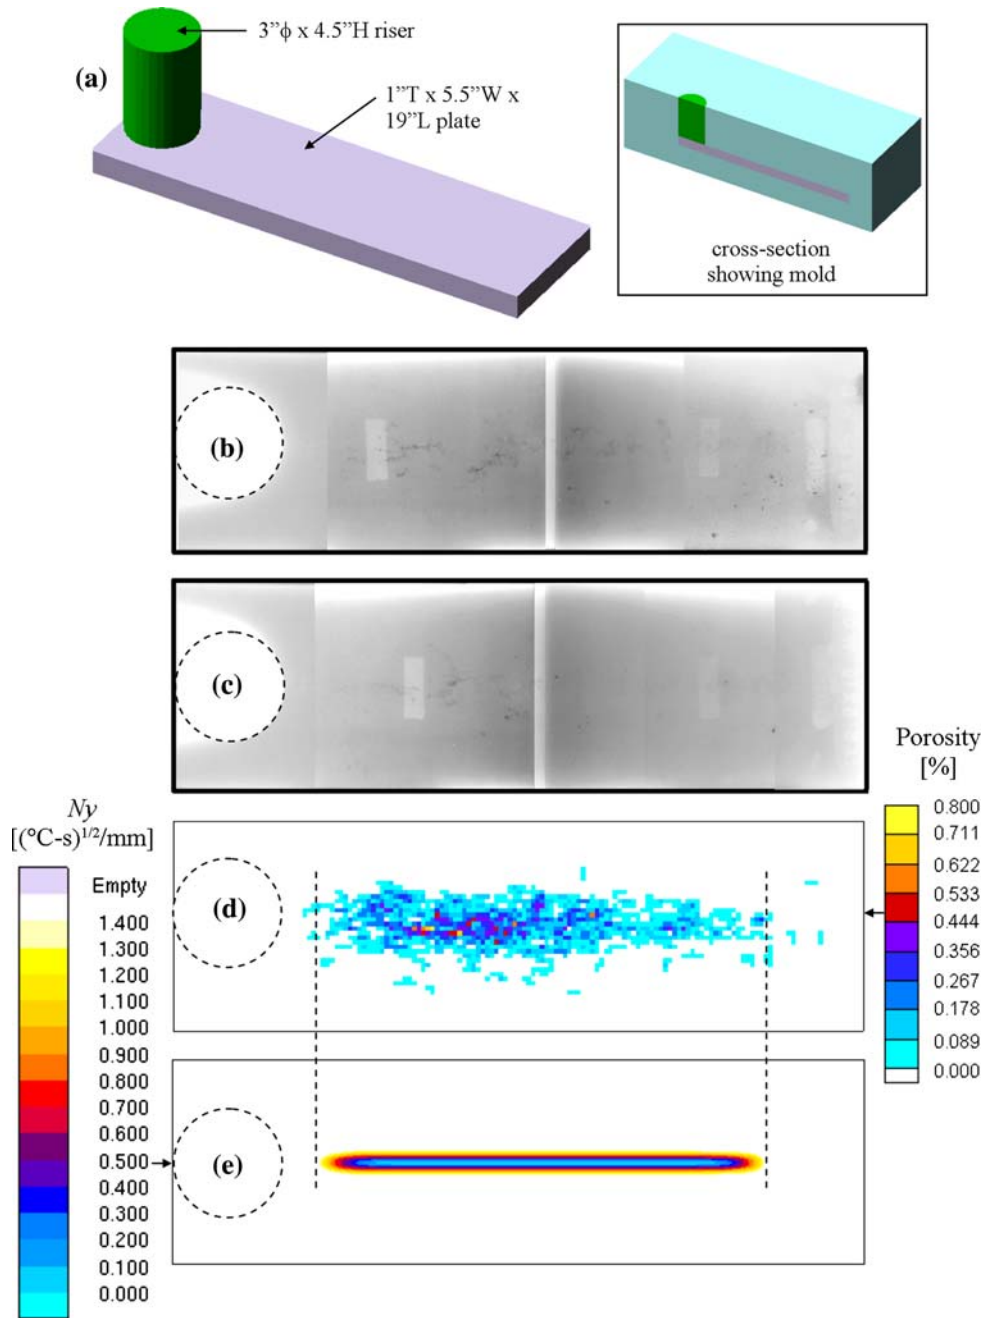 (a)
3”ϕ x 4.5”H riser
1”T x 5.5”W x
19”L plate
cross-section
showing mold
(b)
(c)
Porosity
[%]
0.800
0.711
0.622
0.533
0.444
0.356
0.267
0.178
0.089
0.000
Ny
[(°C-s)¹ᐟ²/mm]
Empty
1.400
1.300
1.200
1.100
1.000
0.900
0.800
0.700
0.600
0.500
0.400
0.300
0.200
0.100
0.000
(d)
(e)